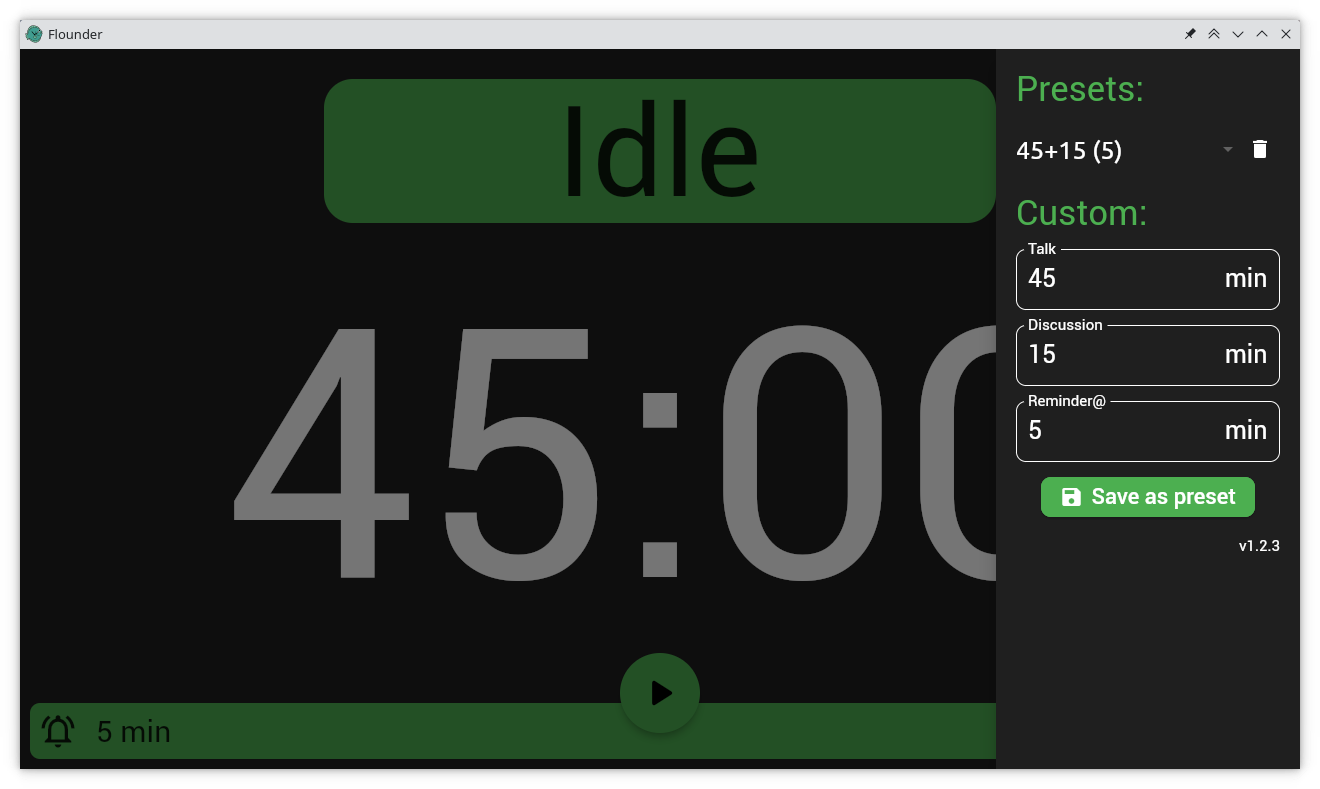 Flounder
Idle
45:00
5 min
Presets:
45+15 (5)
Custom:
Talk
45 min
Discussion
15 min
Reminder@
5 min
Save as preset
v1.2.3